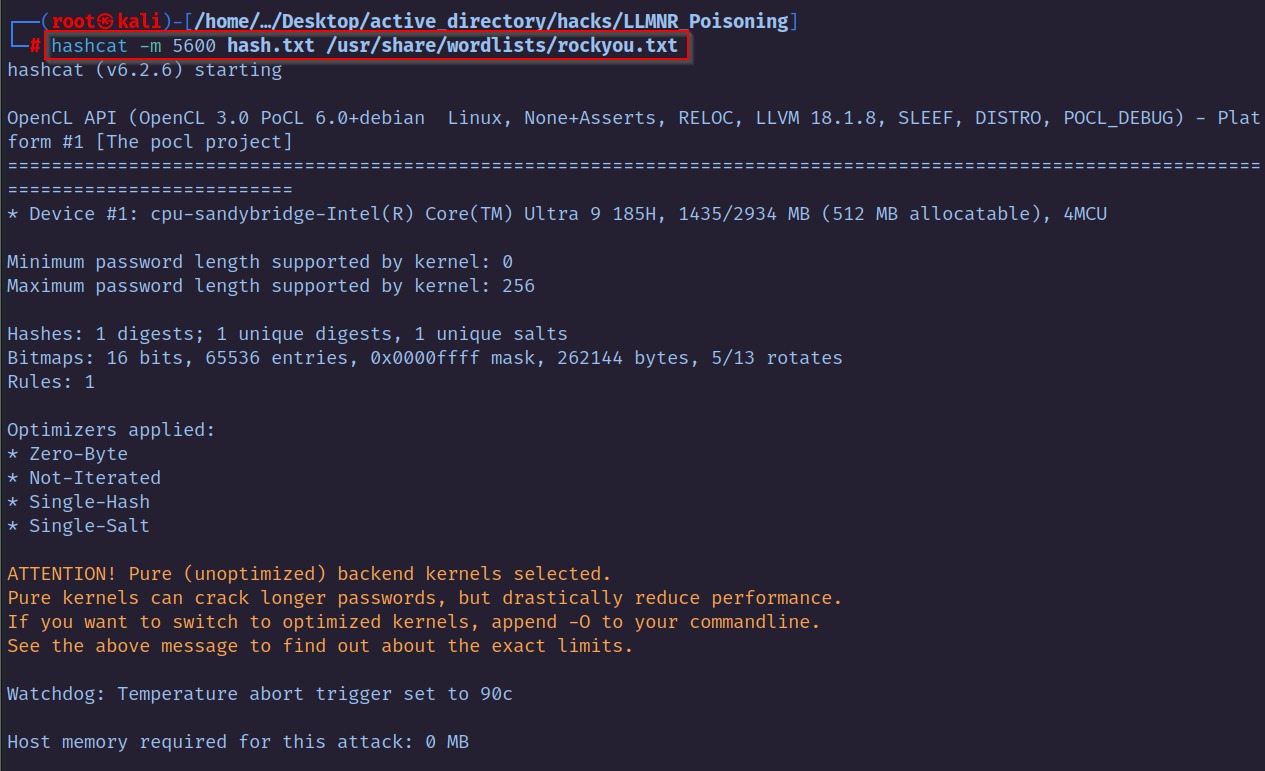 ┌──(root㉿kali)-[/home/…/Desktop/active_directory/hacks/LLMNR_Poisoning]
└─# hashcat -m 5600 hash.txt /usr/share/wordlists/rockyou.txt
hashcat (v6.2.6) starting
OpenCL API (OpenCL 3.0 PoCL 6.0+debian  Linux, None+Asserts, RELOC, LLVM 18.1.8, SLEEF, DISTRO, POCL_DEBUG) - Plat
form #1 [The pocl project]
==================================================================================================================
==========================
* Device #1: cpu-sandybridge-Intel(R) Core(TM) Ultra 9 185H, 1435/2934 MB (512 MB allocatable), 4MCU
Minimum password length supported by kernel: 0
Maximum password length supported by kernel: 256
Hashes: 1 digests; 1 unique digests, 1 unique salts
Bitmaps: 16 bits, 65536 entries, 0x0000ffff mask, 262144 bytes, 5/13 rotates
Rules: 1
Optimizers applied:
* Zero-Byte
* Not-Iterated
* Single-Hash
* Single-Salt
ATTENTION! Pure (unoptimized) backend kernels selected.
Pure kernels can crack longer passwords, but drastically reduce performance.
If you want to switch to optimized kernels, append -O to your commandline.
See the above message to find out about the exact limits.
Watchdog: Temperature abort trigger set to 90c
Host memory required for this attack: 0 MB